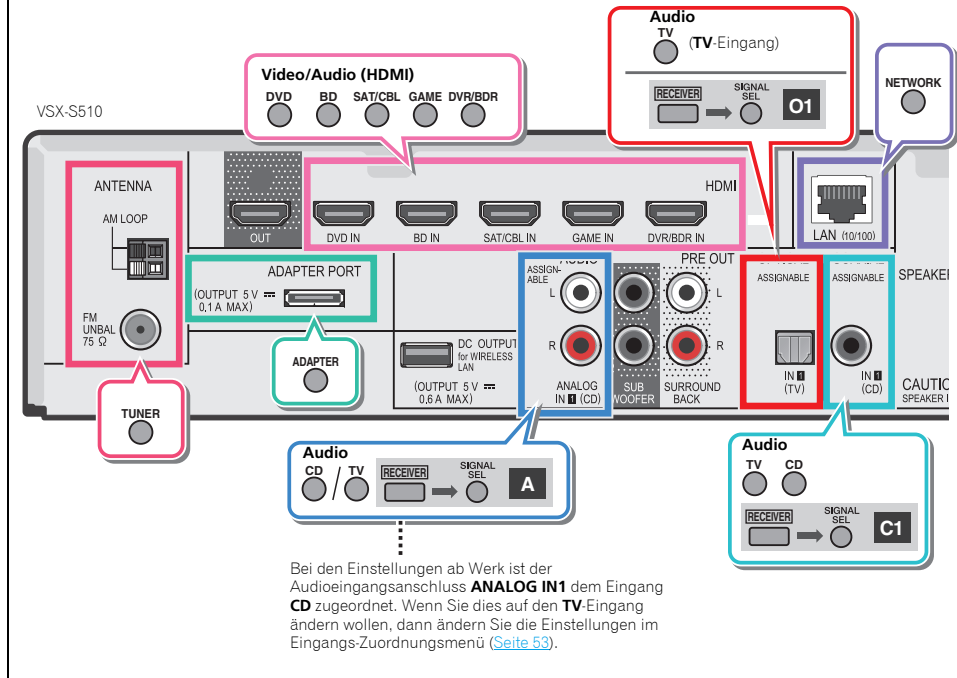 Audio
TV
(TV-Eingang)
RECEIVER
SIGNAL
SEL
O1
NETWORK
Video/Audio (HDMI)
DVD BD SAT/CBL GAME DVR/BDR
VSX-S510
ANTENNA
AM LOOP
FM
UNBAL
75 Ω
TUNER
OUT
HDMI
DVD IN
BD IN
SAT/CBL IN
GAME IN
DVR/BDR IN
LAN (10/100)
ADAPTER PORT
(OUTPUT 5 V
0,1 A MAX)
ADAPTER
DC OUTPUT
for WIRELESS
LAN
(OUTPUT 5 V
0,6 A MAX)
AUDIO
ASSIGN-
ABLE
L
R
ANALOG
IN 1 (CD)
PRE OUT
L
R
SUB
WOOFER
SURROUND
BACK
ASSIGNABLE
IN 1
(TV)
ASSIGNABLE
IN 1
(CD)
SPEAKER
CAUTIO
SPEAKER I
Audio
CD / TV
RECEIVER
SIGNAL
SEL
A
Audio
TV CD
RECEIVER
SIGNAL
SEL
C1
Bei den Einstellungen ab Werk ist der
Audioeingangsanschluss ANALOG IN1 dem Eingang
CD zugeordnet. Wenn Sie dies auf den TV-Eingang
ändern wollen, dann ändern Sie die Einstellungen im
Eingangs-Zuordnungsmenü (Seite 53).